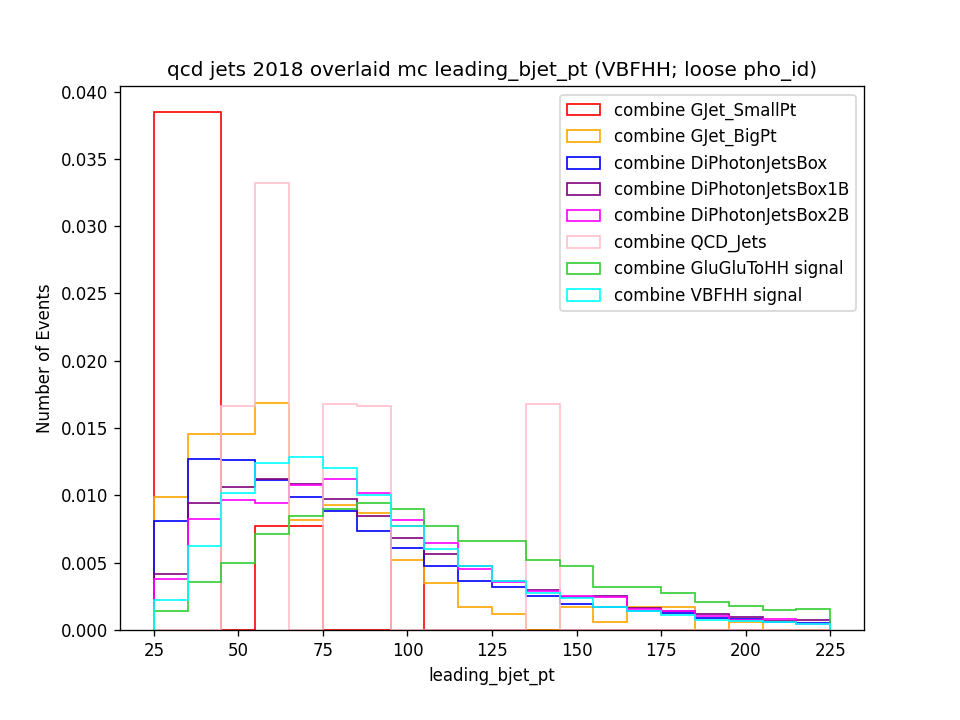 qcd jets 2018 overlaid mc leading_bjet_pt (VBFHH; loose pho_id)
0.040
0.035
0.030
0.025
0.020
0.015
0.010
0.005
0.000
Number of Events
combine GJet_SmallPt
combine GJet_BigPt
combine DiPhotonJetsBox
combine DiPhotonJetsBox1B
combine DiPhotonJetsBox2B
combine QCD_Jets
combine GluGluToHH signal
combine VBFHH signal
25 50 75 100 125 150 175 200 225
leading_bjet_pt